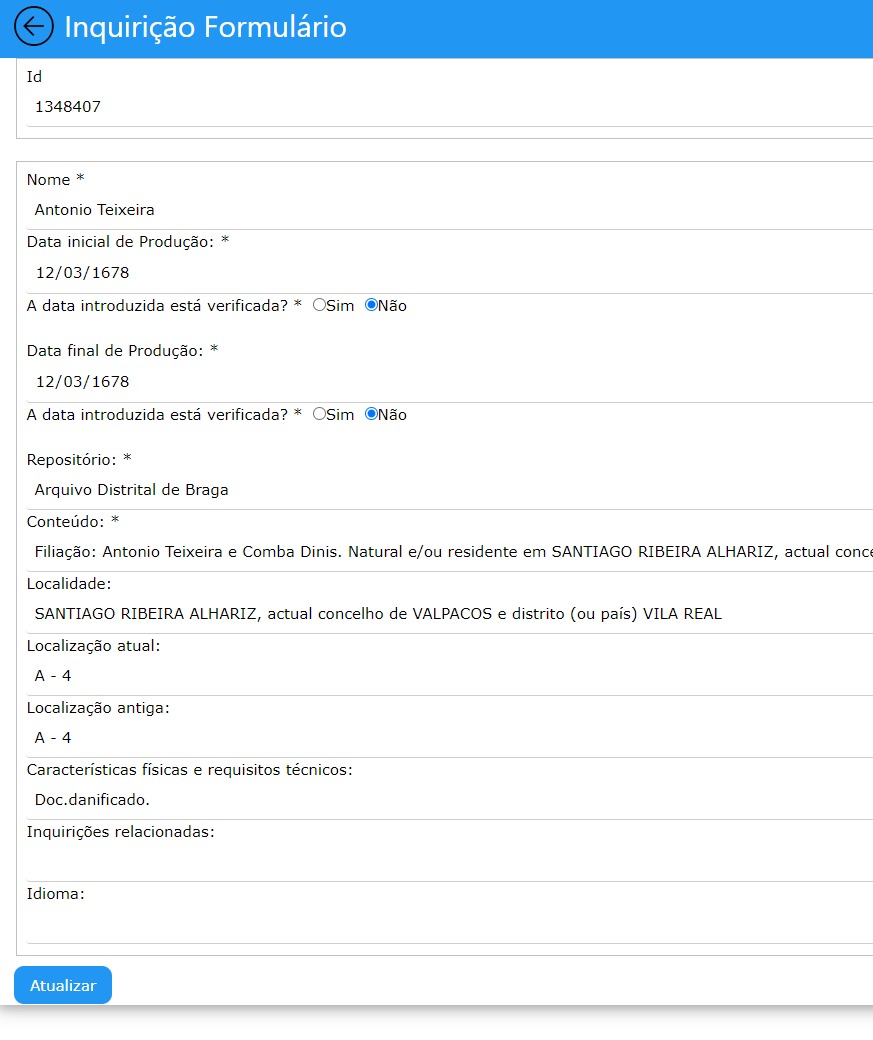 Inquirição Formulário
Id
1348407
Nome *
Antonio Teixeira
Data inicial de Produção: *
12/03/1678
A data introduzida está verificada? * Sim Não
Data final de Produção: *
12/03/1678
A data introduzida está verificada? * Sim Não
Repositório: *
Arquivo Distrital de Braga
Conteúdo: *
Filiação: Antonio Teixeira e Comba Dinis. Natural e/ou residente em SANTIAGO RIBEIRA ALHARIZ, actual conce
Localidade:
SANTIAGO RIBEIRA ALHARIZ, actual concelho de VALPACOS e distrito (ou país) VILA REAL
Localização atual:
A - 4
Localização antiga:
A - 4
Características físicas e requisitos técnicos:
Doc.danificado.
Inquirições relacionadas:
Idioma:
Atualizar